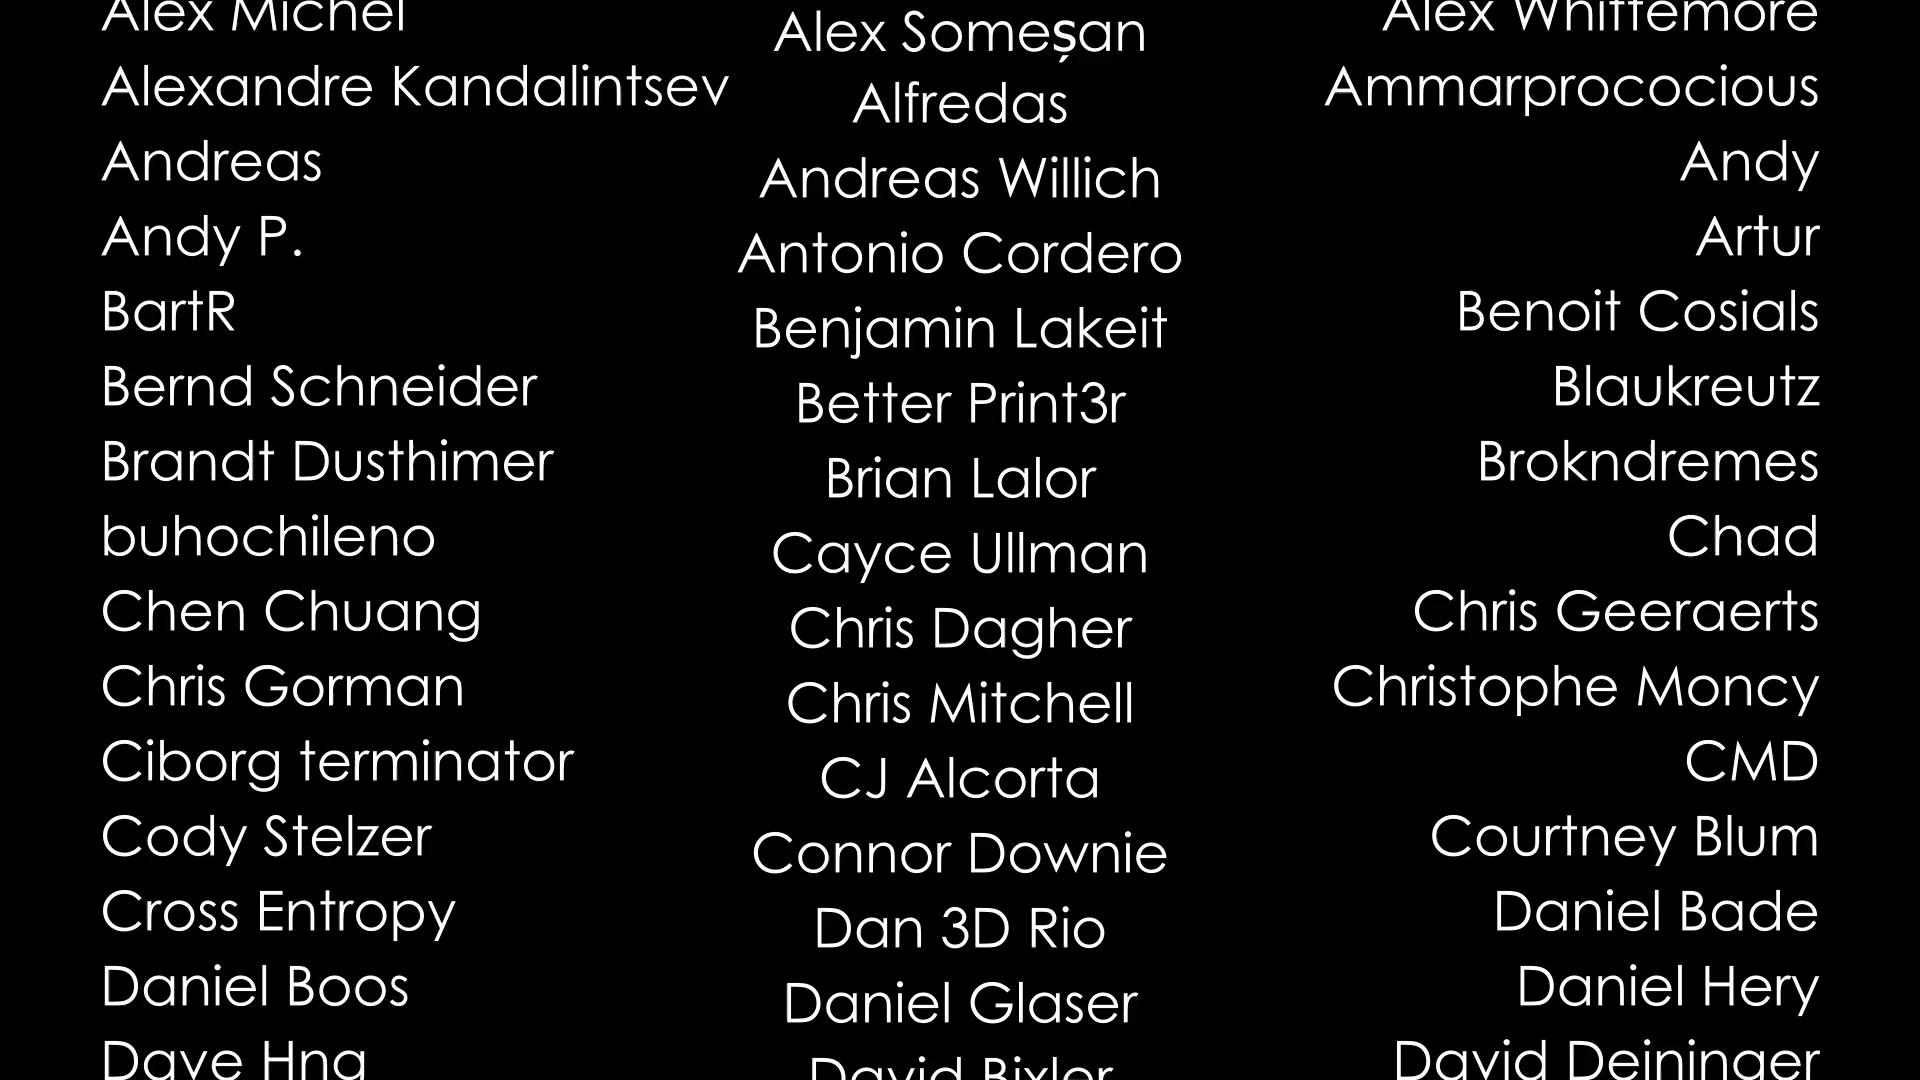 Alex Michel
Alex Someșan
Alex Whittemore
Alexandre Kandalintsev
Alfredas
Ammarprococious
Andreas
Andreas Willich
Andy
Andy P.
Antonio Cordero
Artur
BartR
Benjamin Lakeit
Benoit Cosials
Bernd Schneider
Better Print3r
Blaukreutz
Brandt Dusthimer
Brian Lalor
Brokndremes
buhochileno
Cayce Ullman
Chad
Chen Chuang
Chris Dagher
Chris Geeraerts
Chris Gorman
Chris Mitchell
Christophe Moncy
Ciborg terminator
CJ Alcorta
CMD
Cody Stelzer
Connor Downie
Courtney Blum
Cross Entropy
Dan 3D Rio
Daniel Bade
Daniel Boos
Daniel Glaser
Daniel Hery
Dave Hng
David Bixler
David Deininger